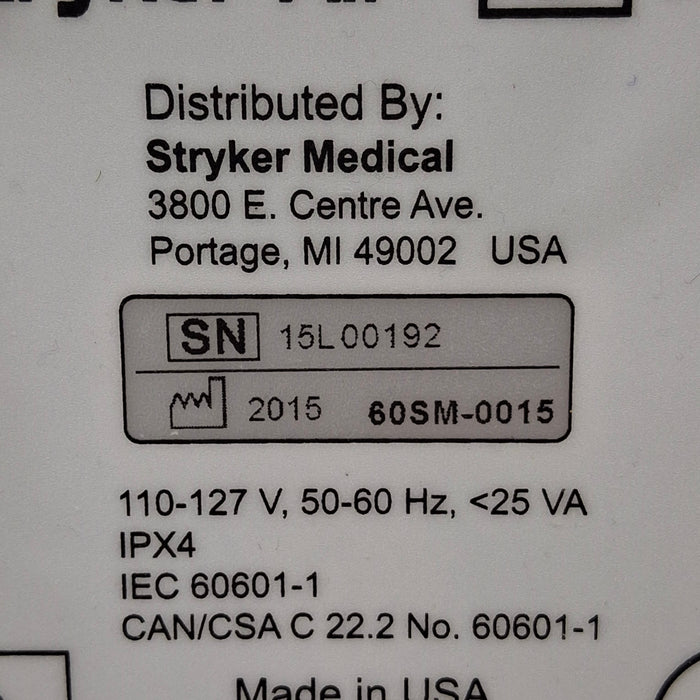 Distributed By:
Stryker Medical
3800 E. Centre Ave.
Portage, MI 49002 USA
SN 15L00192
2015 60SM-0015
110-127 V, 50-60 Hz, <25 VA
IPX4
IEC 60601-1
CAN/CSA C 22.2 No. 60601-1
Made in USA